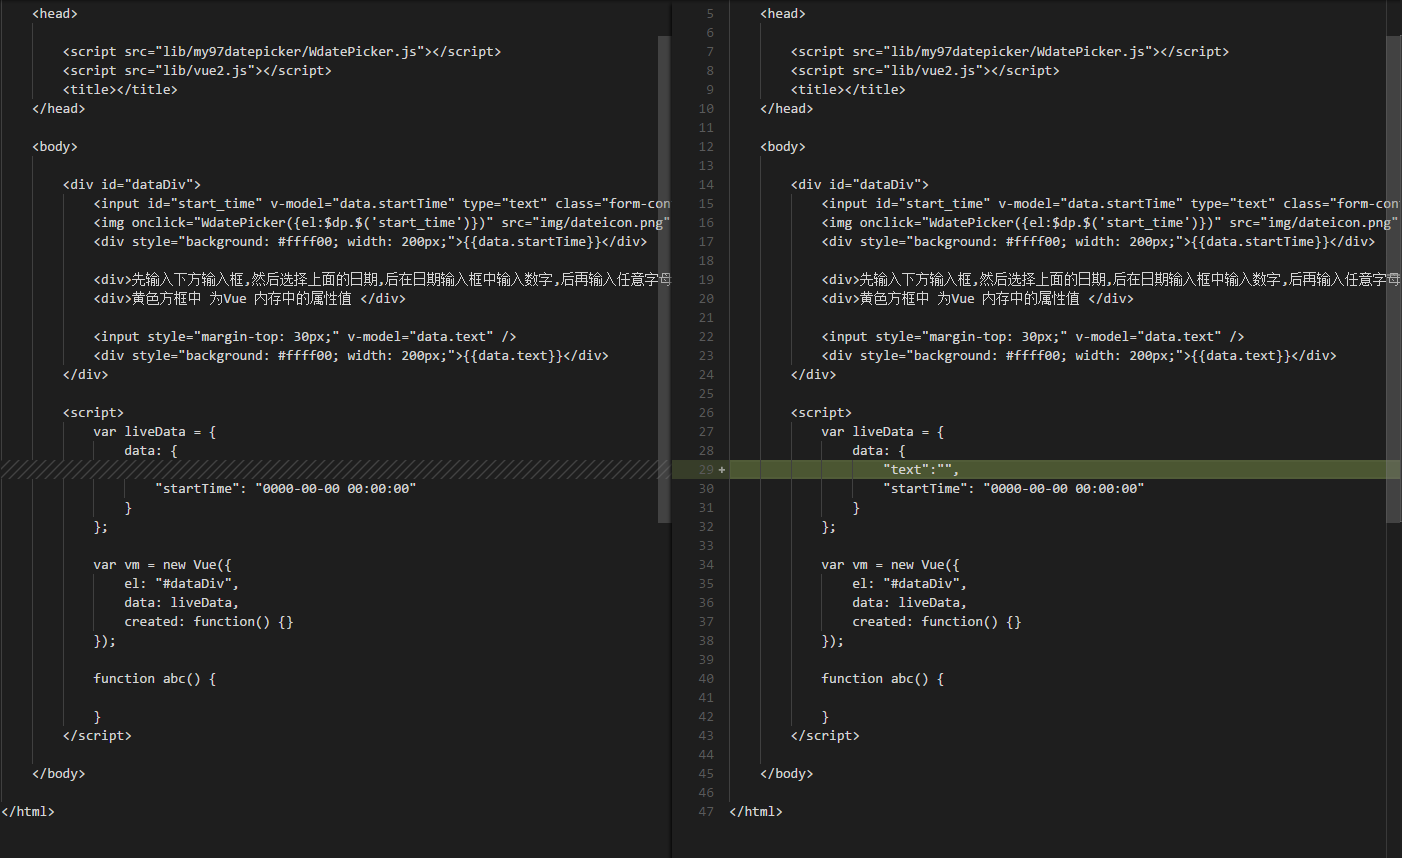 <head>
<script src="lib/my97datepicker/WdatePicker.js"></script>
<script src="lib/vue2.js"></script>
<title></title>
</head>
<body>
<div id="dataDiv">
<input id="start_time" v-model="data.startTime" type="text" class="form-con
<img onclick="WdatePicker({el:$dp.$('start_time')})" src="img/dateicon.png"
<div style="background: #ffff00; width: 200px;">{{data.startTime}}</div>
<div>先输入下方输入框,然后选择上面的日期,后在日期输入框中输入数字,后再输入任意字母
<div>黄色方框中 为Vue 内存中的属性值 </div>
<input style="margin-top: 30px;" v-model="data.text" />
<div style="background: #ffff00; width: 200px;">{{data.text}}</div>
</div>
<script>
var liveData = {
data: {
"startTime": "0000-00-00 00:00:00"
}
};
var vm = new Vue({
el: "#dataDiv",
data: liveData,
created: function() {}
});
function abc() {
}
</script>
</body>
</html>
5 <head>
6
7 <script src="lib/my97datepicker/WdatePicker.js"></script>
8 <script src="lib/vue2.js"></script>
9 <title></title>
10 </head>
11
12 <body>
13
14 <div id="dataDiv">
15 <input id="start_time" v-model="data.startTime" type="text" class="form-con
16 <img onclick="WdatePicker({el:$dp.$('start_time')})" src="img/dateicon.png"
17 <div style="background: #ffff00; width: 200px;">{{data.startTime}}</div>
18
19 <div>先输入下方输入框,然后选择上面的日期,后在日期输入框中输入数字,后再输入任意字母
20 <div>黄色方框中 为Vue 内存中的属性值 </div>
21
22 <input style="margin-top: 30px;" v-model="data.text" />
23 <div style="background: #ffff00; width: 200px;">{{data.text}}</div>
24 </div>
25
26 <script>
27 var liveData = {
28 data: {
29 + "text":"",
30 "startTime": "0000-00-00 00:00:00"
31 }
32 };
33
34 var vm = new Vue({
35 el: "#dataDiv",
36 data: liveData,
37 created: function() {}
38 });
39
40 function abc() {
41
42 }
43 </script>
44
45 </body>
46
47 </html>